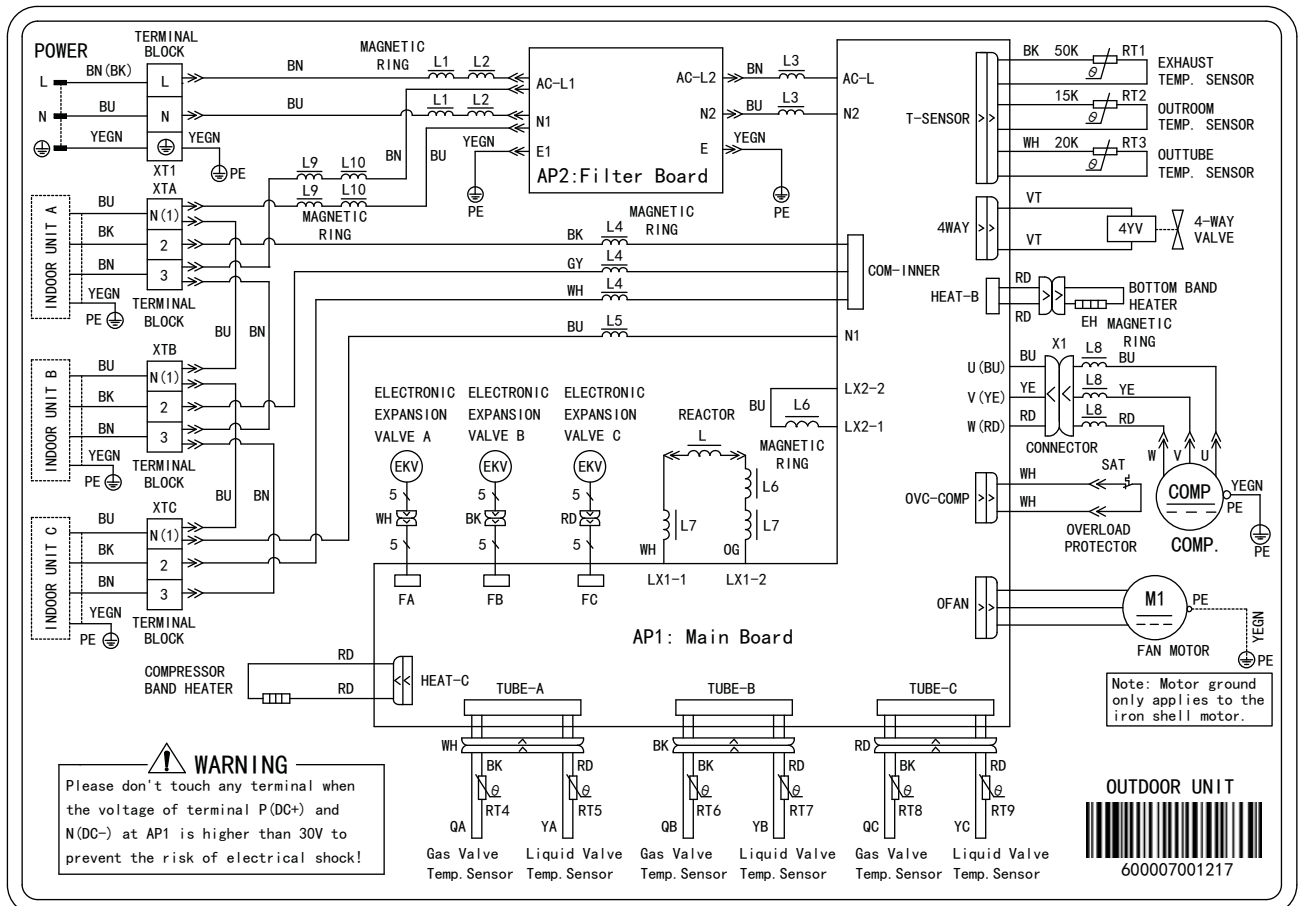 POWER
TERMINAL
BLOCK
L
BN(BK)
L
BN
MAGNETIC
RING
L1
L2
N
BU
N
BU
L1
L2
YEGN
YEGN
PE
XT1
AC-L1
AC-L2
N1
N2
E1
E
AP2:Filter Board
YEGN
PE
BN
L3
BU
L3
YEGN
PE
AC-L
N2
L9
L10
BN
BU
L9
L10
MAGNETIC
RING
XTA
INDOOR UNIT A
BU
N(1)
BK
2
BN
3
YEGN
PE
TERMINAL
BLOCK
BU
BN
MAGNETIC
RING
BK
L4
GY
L4
WH
L4
BU
L5
COM-INNER
N1
XTB
INDOOR UNIT B
BU
N(1)
BK
2
BN
3
YEGN
PE
TERMINAL
BLOCK
BU
BN
XTC
INDOOR UNIT C
BU
N(1)
BK
2
BN
3
YEGN
PE
TERMINAL
BLOCK
ELECTRONIC
EXPANSION
VALVE A
EKV
5
WH
5
FA
ELECTRONIC
EXPANSION
VALVE B
EKV
5
BK
5
FB
ELECTRONIC
EXPANSION
VALVE C
EKV
5
RD
5
FC
REACTOR
L
L6
L7
L7
WH
OG
LX1-1
LX1-2
BU
L6
MAGNETIC
RING
LX2-2
LX2-1
T-SENSOR
BK
50K
RT1
θ
EXHAUST
TEMP. SENSOR
15K
RT2
θ
OUTROOM
TEMP. SENSOR
WH
20K
RT3
θ
OUTTUBE
TEMP. SENSOR
4WAY
VT
VT
4YV
4-WAY
VALVE
HEAT-B
RD
RD
EH
BOTTOM BAND
HEATER
MAGNETIC
RING
X1
U(BU)
BU
L8
BU
V(YE)
YE
L8
YE
W(RD)
RD
L8
RD
CONNECTOR
W
V
U
COMP
YEGN
PE
PE
COMP.
OVC-COMP
WH
WH
SAT
OVERLOAD
PROTECTOR
OFAN
M1
PE
YEGN
PE
FAN MOTOR
Note: Motor ground
only applies to the
iron shell motor.
AP1: Main Board
COMPRESSOR
BAND HEATER
RD
RD
HEAT-C
TUBE-A
WH
BK
RD
θ
RT4
θ
RT5
QA
YA
Gas Valve
Temp.Sensor
Liquid Valve
Temp.Sensor
TUBE-B
BK
BK
RD
θ
RT6
θ
RT7
QB
YB
Gas Valve
Temp.Sensor
Liquid Valve
Temp.Sensor
TUBE-C
RD
BK
RD
θ
RT8
θ
RT9
QC
YC
Gas Valve
Temp.Sensor
Liquid Valve
Temp.Sensor
WARNING
Please don't touch any terminal when
the voltage of terminal P(DC+) and
N(DC-) at AP1 is higher than 30V to
prevent the risk of electrical shock!
OUTDOOR UNIT
600007001217